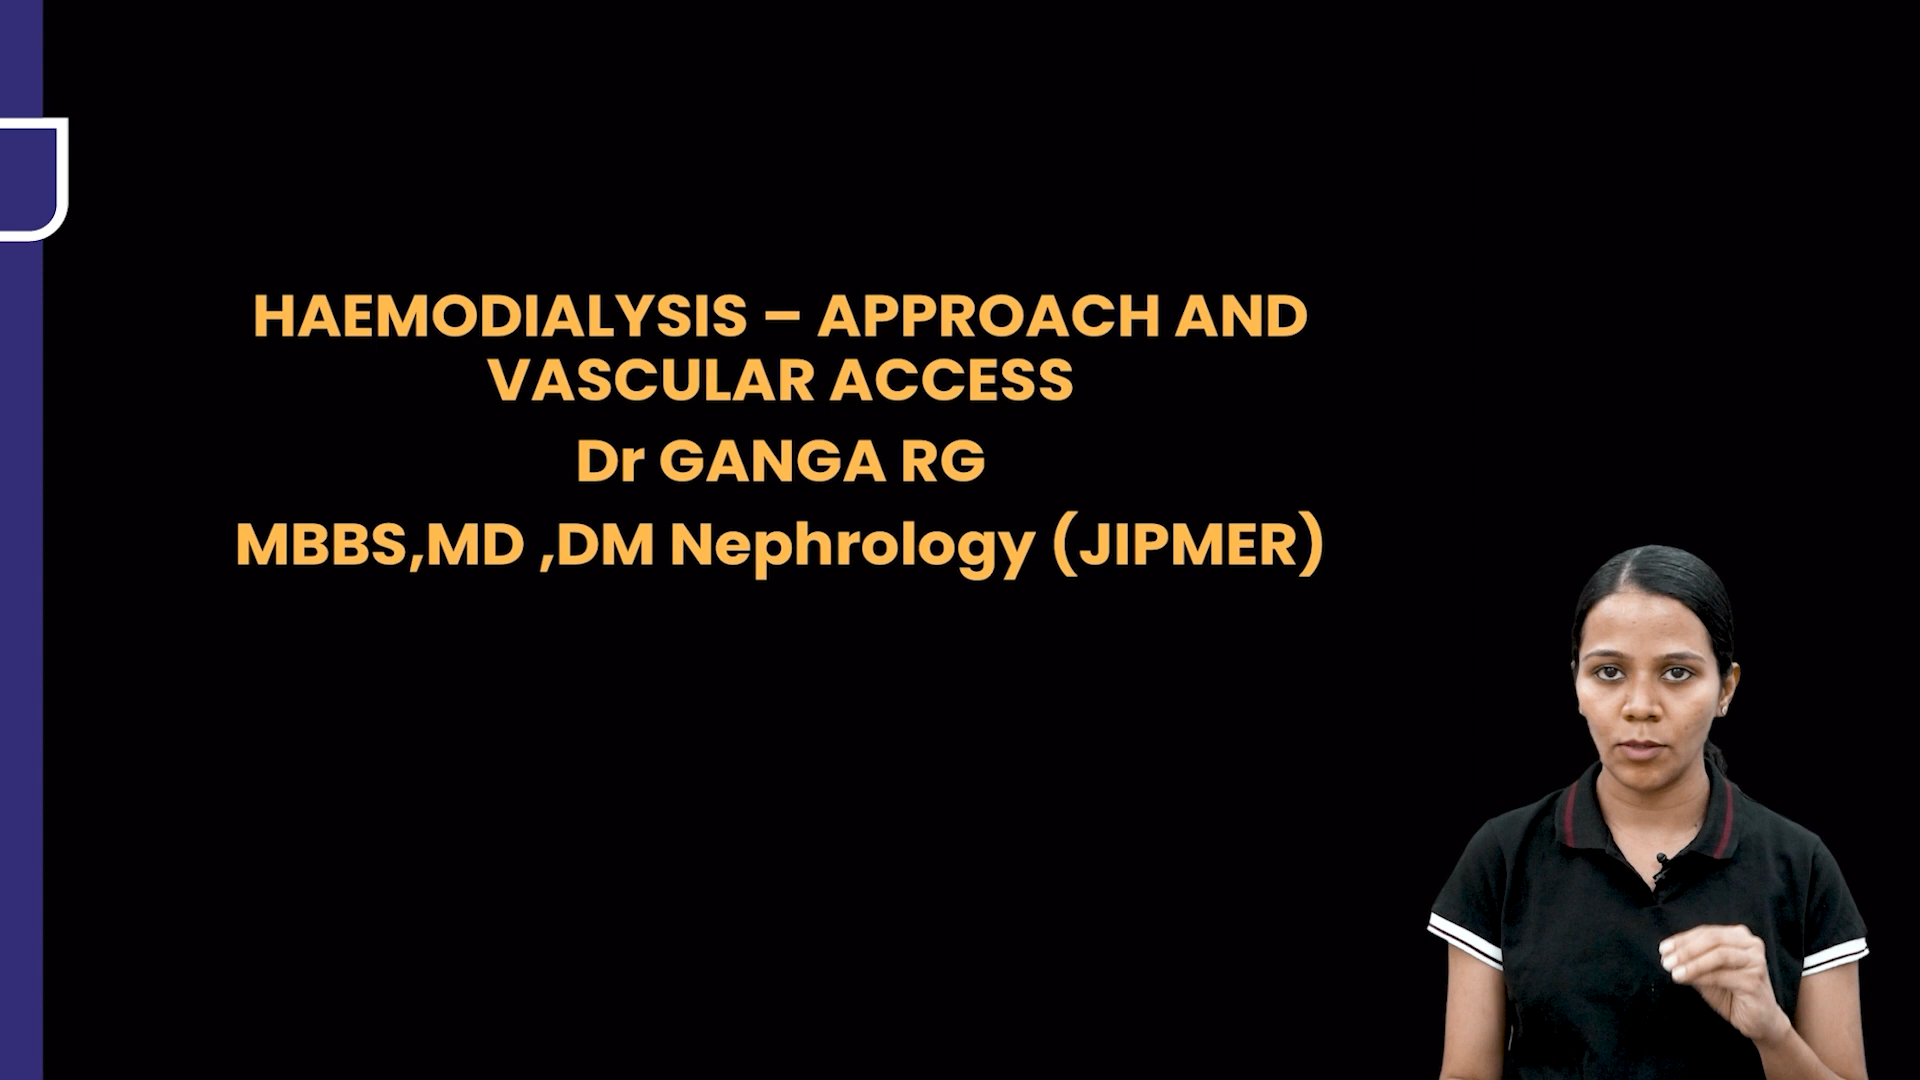 HAEMODIALYSIS – APPROACH AND
VASCULAR ACCESS
Dr GANGA RG
MBBS,MD ,DM Nephrology (JIPMER)